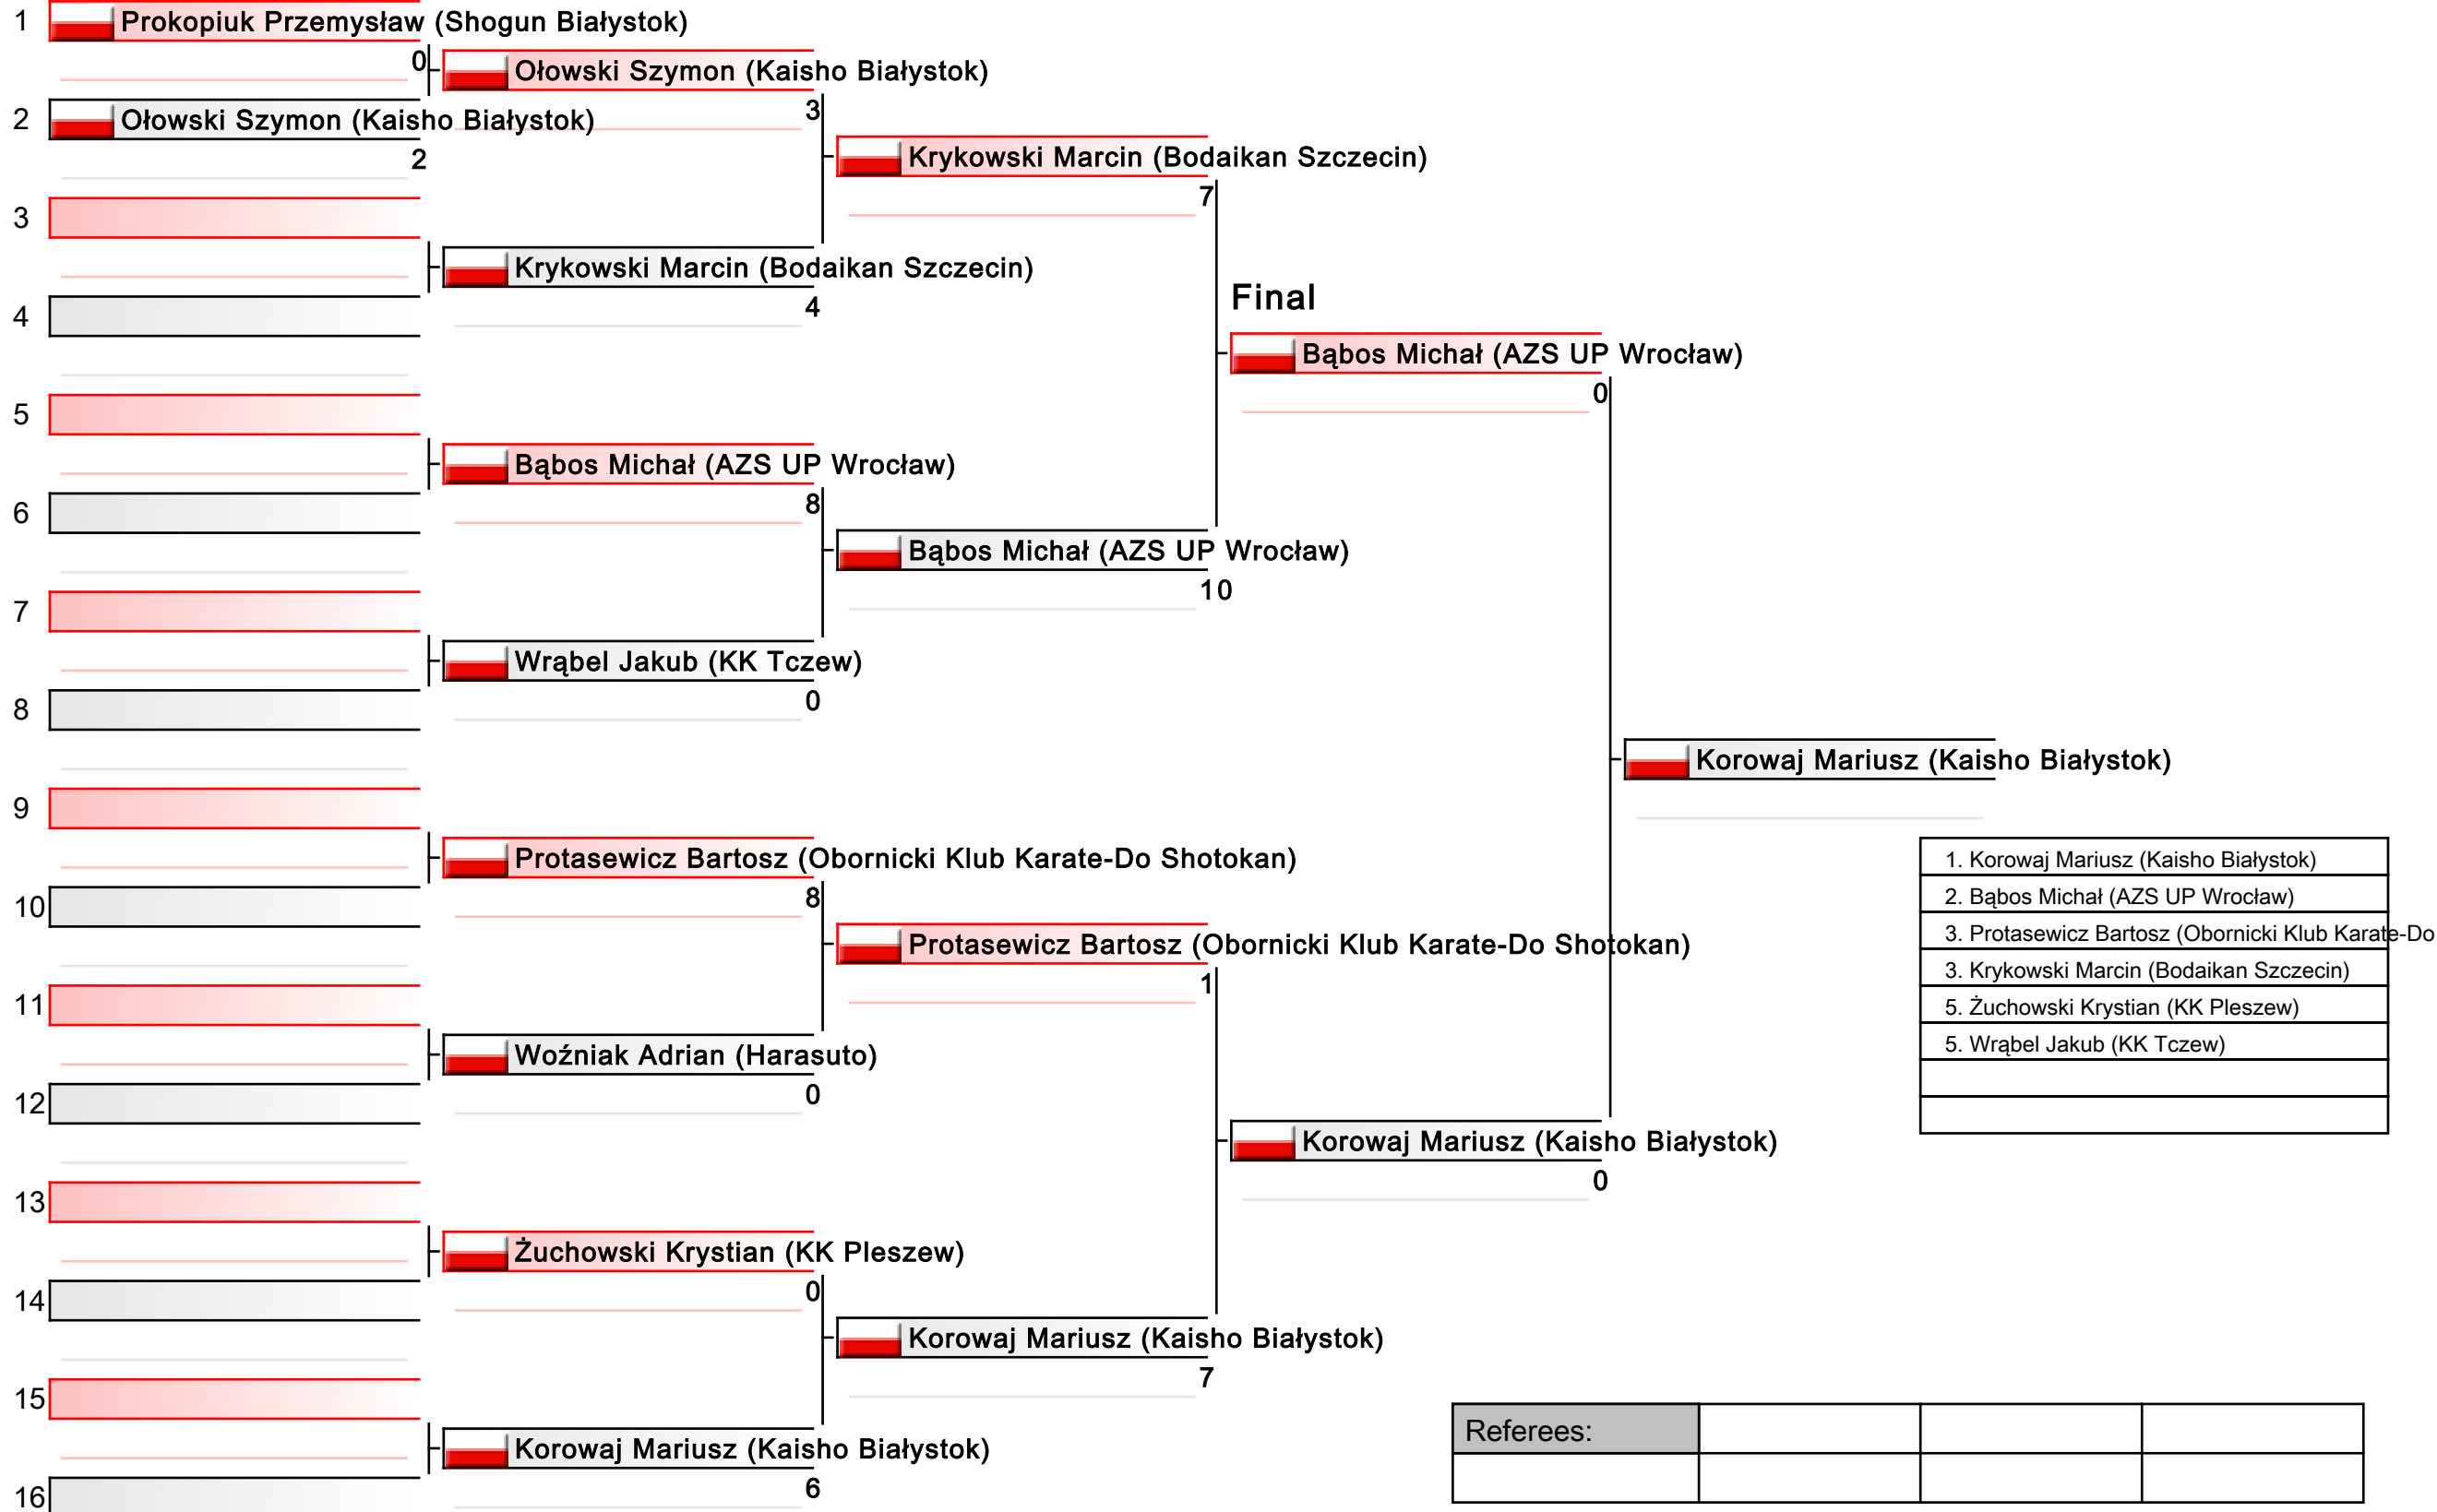 1 Prokopiuk Przemysław (Shogun Białystok)
0
Ołowski Szymon (Kaisho Białystok)
3
2 Ołowski Szymon (Kaisho Białystok)
2
Krykowski Marcin (Bodaikan Szczecin)
7
3
Krykowski Marcin (Bodaikan Szczecin)
4
4
Final
Bąbos Michał (AZS UP Wrocław)
0
5
Bąbos Michał (AZS UP Wrocław)
8
6
Bąbos Michał (AZS UP Wrocław)
10
7
Wrąbel Jakub (KK Tczew)
0
8
Korowaj Mariusz (Kaisho Białystok)
9
Protasewicz Bartosz (Obornicki Klub Karate-Do Shotokan)
8
10
Protasewicz Bartosz (Obornicki Klub Karate-Do Shotokan)
1
11
Woźniak Adrian (Harasuto)
0
12
Korowaj Mariusz (Kaisho Białystok)
0
13
Żuchowski Krystian (KK Pleszew)
0
14
Korowaj Mariusz (Kaisho Białystok)
7
15
Korowaj Mariusz (Kaisho Białystok)
6
16
1. Korowaj Mariusz (Kaisho Białystok)
2. Bąbos Michał (AZS UP Wrocław)
3. Protasewicz Bartosz (Obornicki Klub Karate-Do
3. Krykowski Marcin (Bodaikan Szczecin)
5. Żuchowski Krystian (KK Pleszew)
5. Wrąbel Jakub (KK Tczew)
Referees: